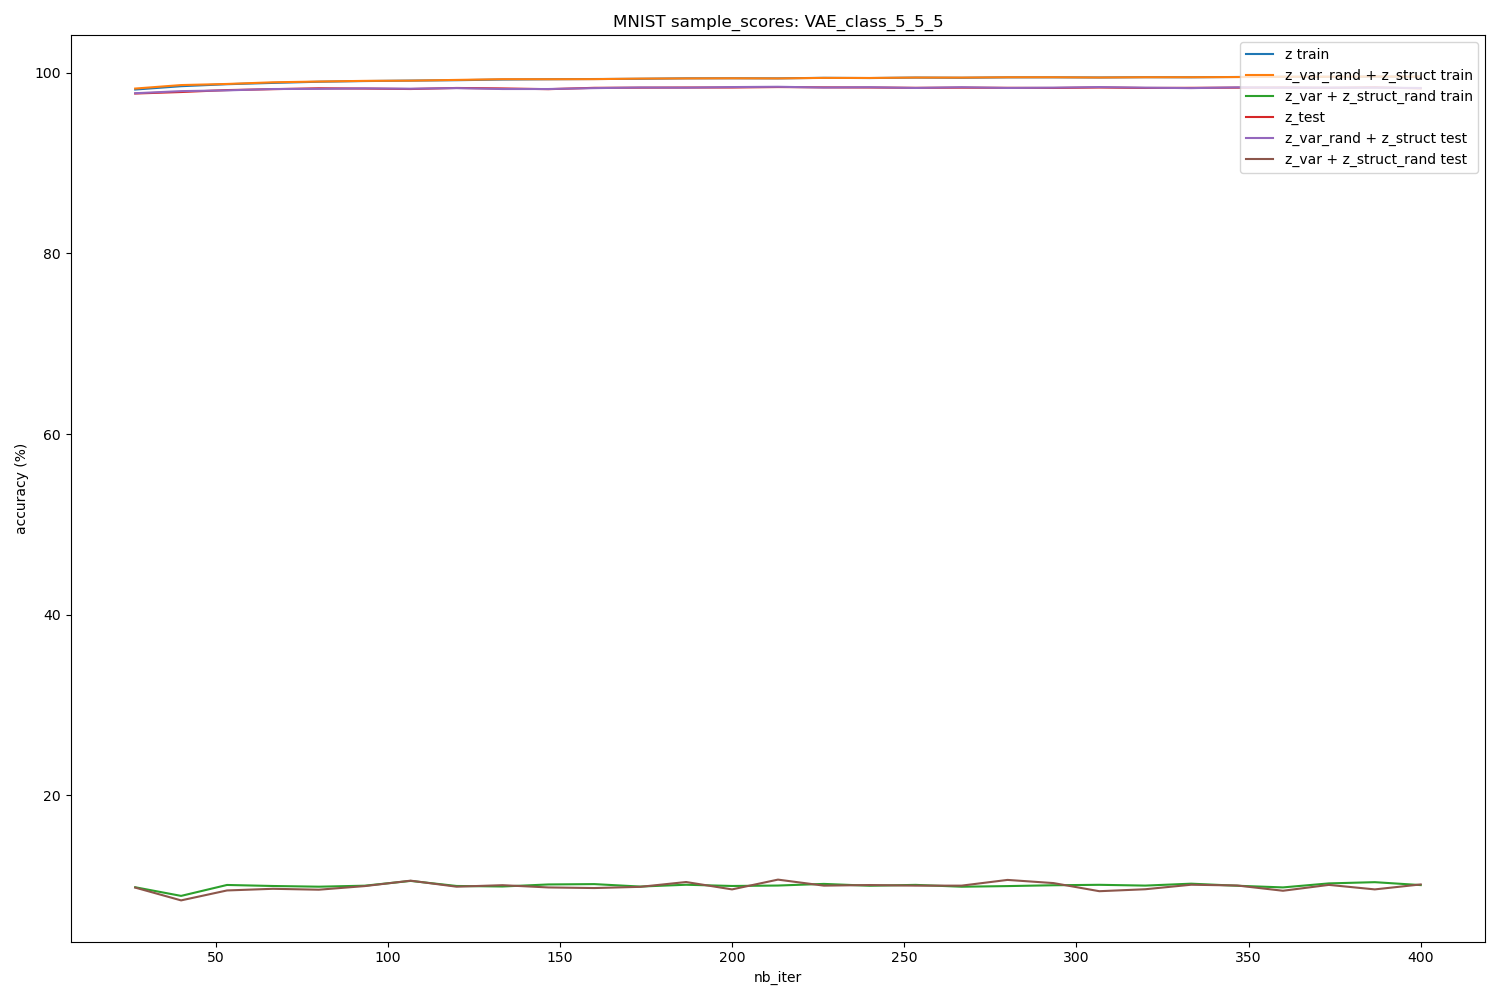 MNIST sample_scores: VAE_class_5_5_5
z train
z_var_rand + z_struct train
z_var + z_struct_rand train
z_test
z_var_rand + z_struct test
z_var + z_struct_rand test
accuracy (%)
100
80
60
40
20
50
100
150
200
250
300
350
400
nb_iter